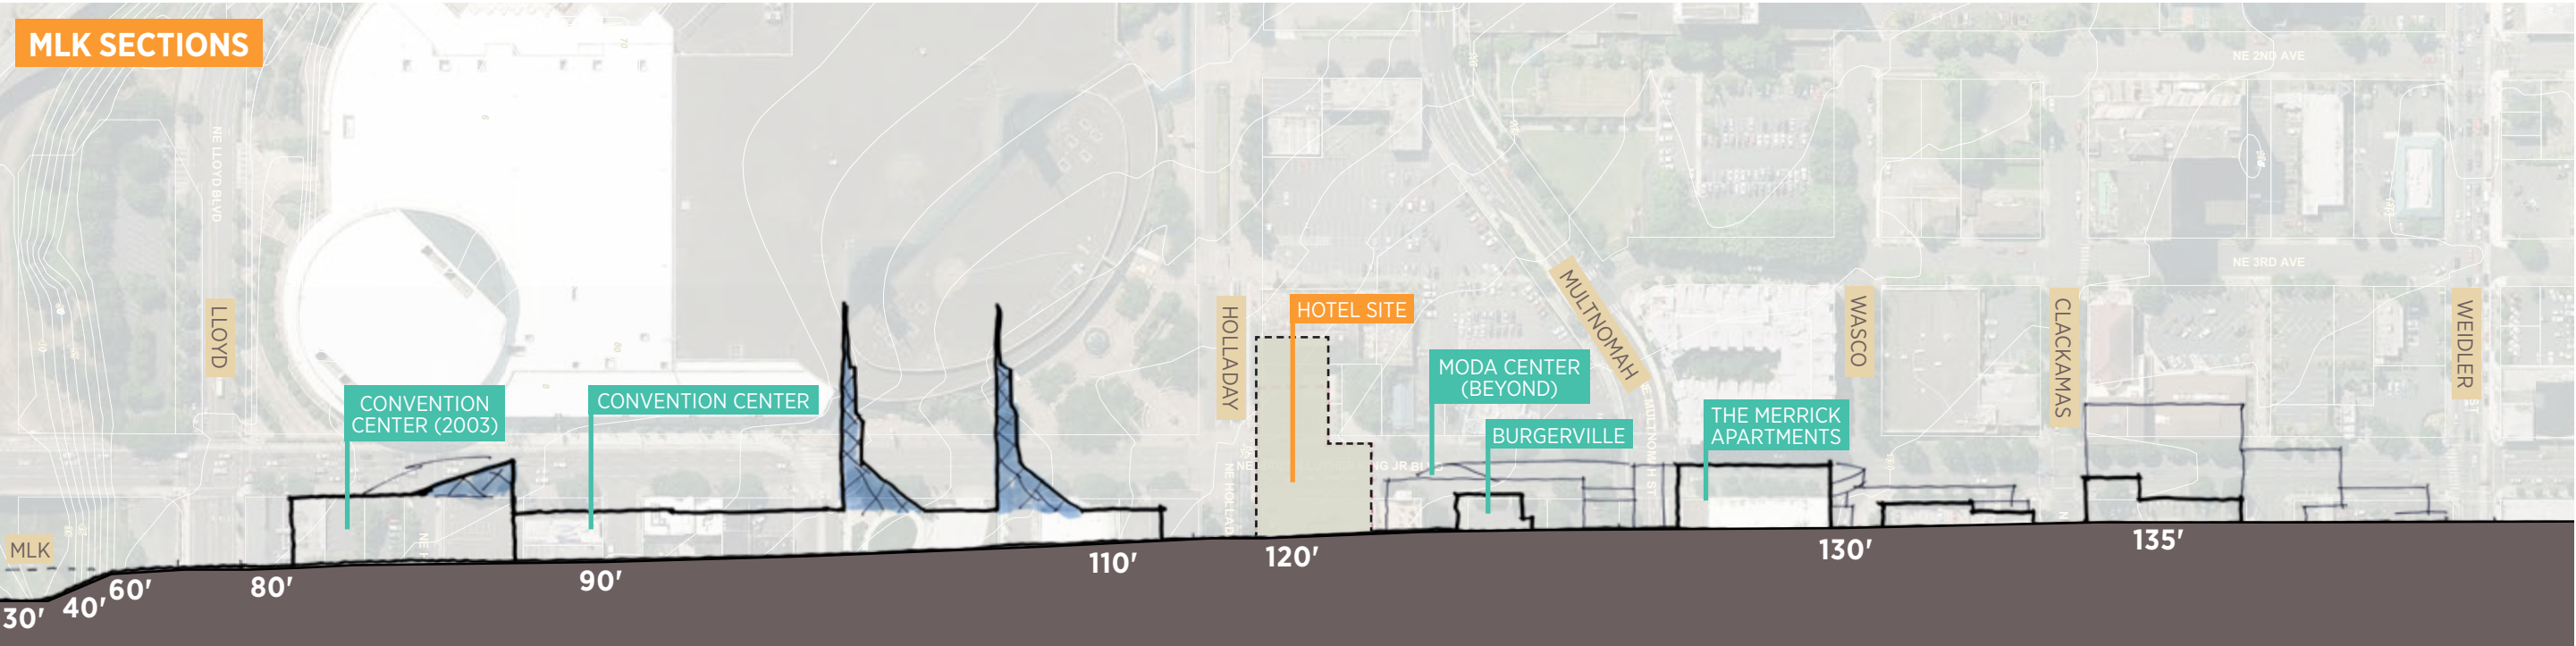 MLK SECTIONS
NE 2ND AVE
NE LLOYD BLVD
NE 3RD AVE
LLOYD
HOLLADAY
HOTEL SITE
MULTNOMAH
WASCO
CLACKAMAS
WEIDLER
MODA CENTER
(BEYOND)
CONVENTION
CENTER (2003)
CONVENTION CENTER
THE MERRICK
APARTMENTS
BURGERVILLE
MLK
30'
40'
60'
80'
90'
110'
120'
130'
135'